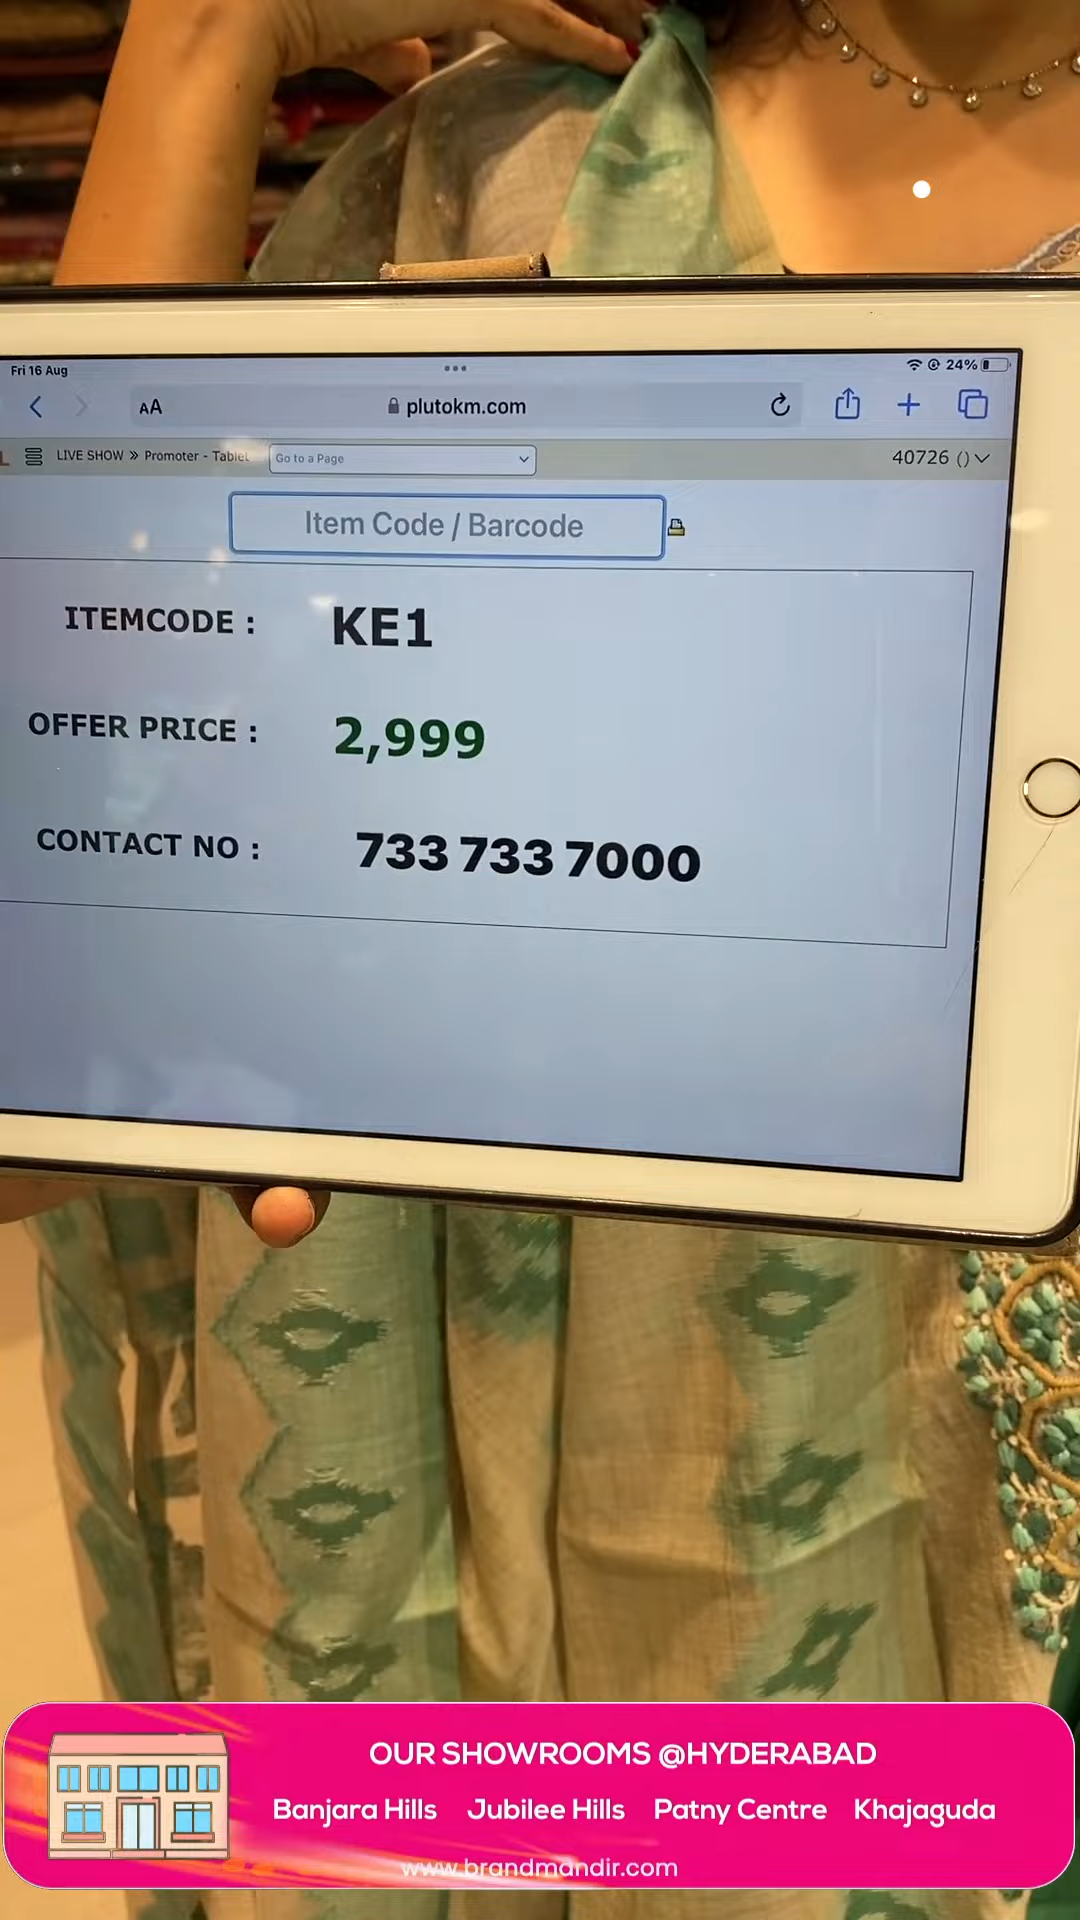 Fri 16 Aug
24%
AA
plutokm.com
LIVE SHOW » Promoter - Tablet
Go to a Page
40726 ()
Item Code / Barcode
ITEMCODE : KE1
OFFER PRICE : 2,999
CONTACT NO : 733 733 7000
OUR SHOWROOMS @HYDERABAD
Banjara Hills Jubilee Hills Patny Centre Khajaguda
www.brandmandir.com